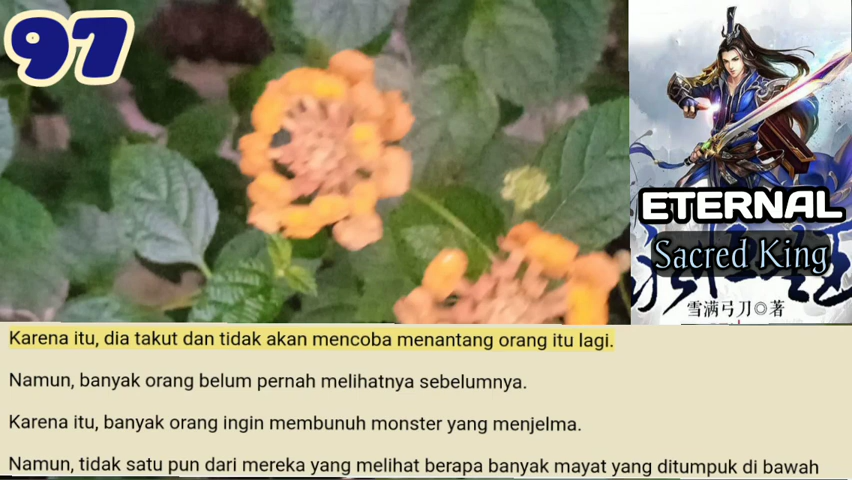 97
ETERNAL
Sacred King
雪满弓刀◎著
Karena itu, dia takut dan tidak akan mencoba menantang orang itu lagi.
Namun, banyak orang belum pernah melihatnya sebelumnya.
Karena itu, banyak orang ingin membunuh monster yang menjelma.
Namun, tidak satu pun dari mereka yang melihat berapa banyak mayat yang ditumpuk di bawah